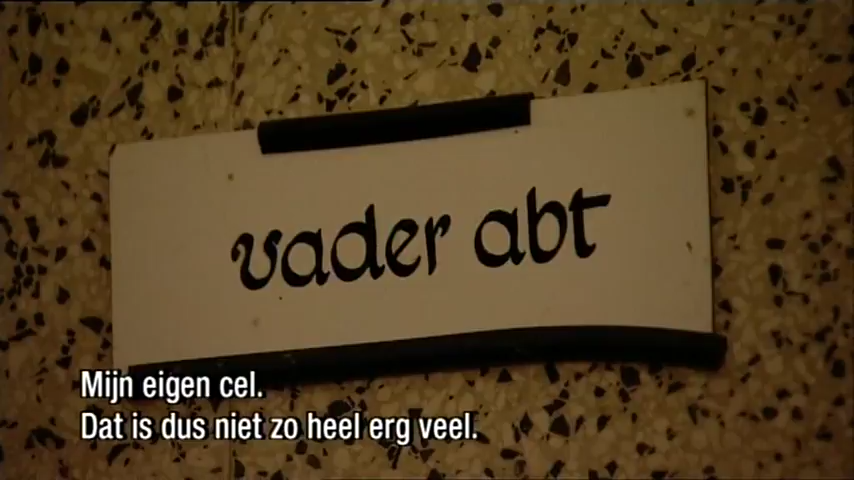 vader abt
Mijn eigen cel.
Dat is dus niet zo heel erg veel.